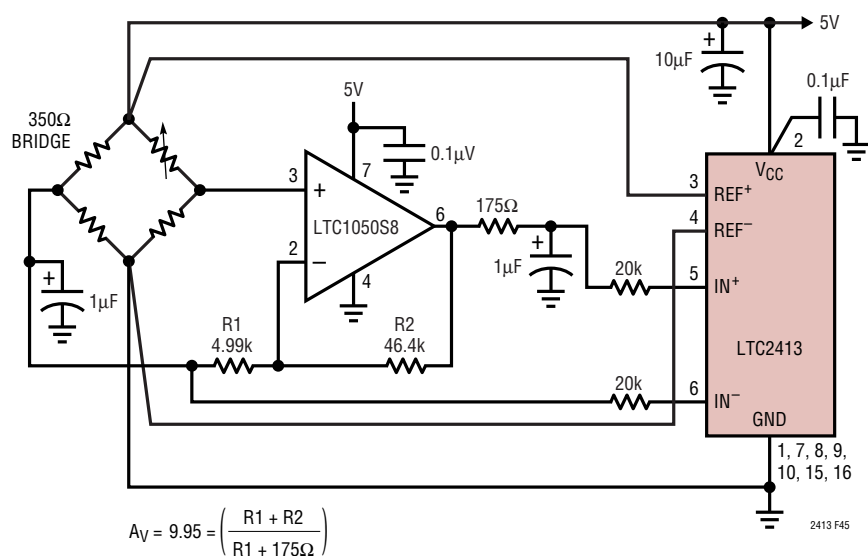 5V
10µF
+
0.1µF
2
350Ω
BRIDGE
5V
0.1µV
7
3
+
LTC1050S8
6
2
−
4
175Ω
+
1µF
+
1µF
R1
4.99k
R2
46.4k
20k
20k
VCC
3
REF+
4
REF−
5
IN+
LTC2413
6
IN−
GND
1, 7, 8, 9,
10, 15, 16
AV = 9.95 = ( R1 + R2 / R1 + 175Ω )
2413 F45